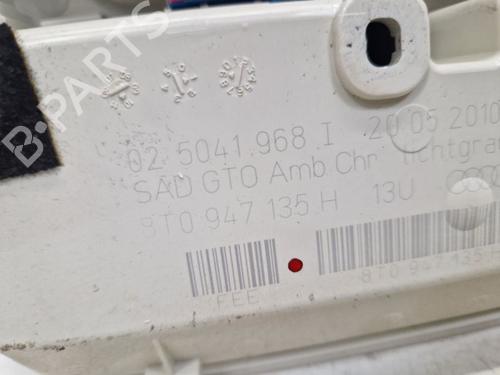 B-PARTS
02 5041 968 I 20 05 2010
SAD GTO Amb Chr lichtgrau
8T0 947 135 H 13U
FEE
8T0 947 135 H